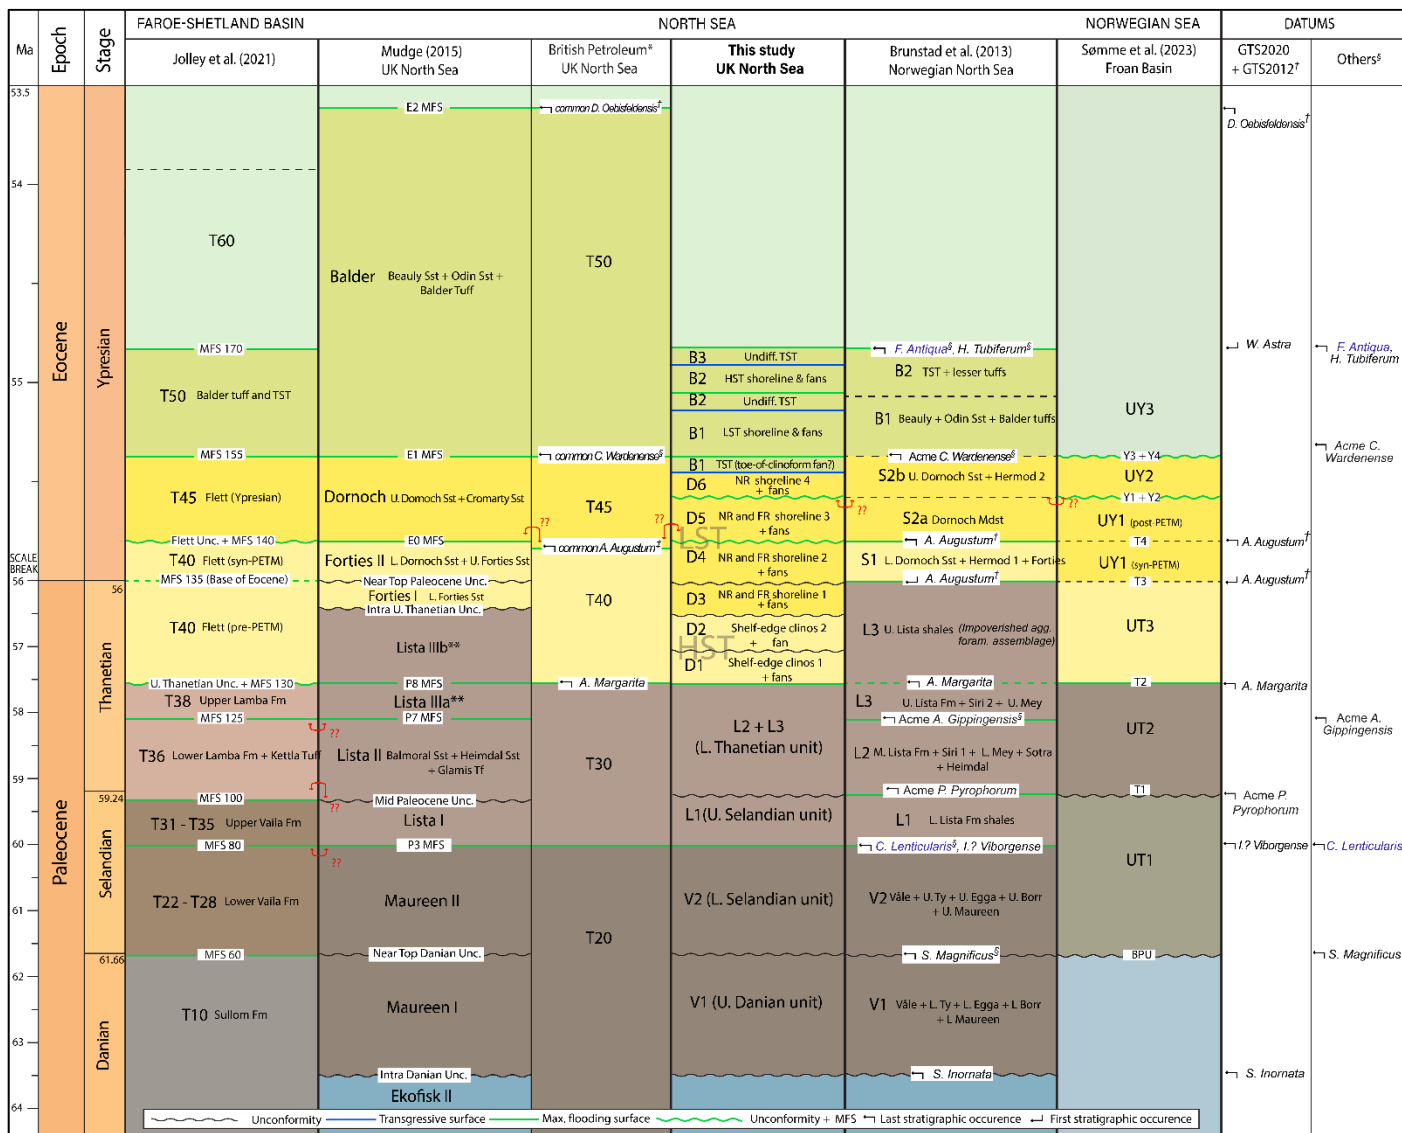 FAROE-SHETLAND BASIN
NORTH SEA
NORWEGIAN SEA
DATUMS
Ma
Epoch
Stage
Jolley et al. (2021)
Mudge (2015)
UK North Sea
British Petroleum*
UK North Sea
This study
UK North Sea
Brunstad et al. (2013)
Norwegian North Sea
Sømme et al. (2023)
Froan Basin
GTS2020
+ GTS2012†
Others§
53.5
54
55
SCALE
BREAK
56
56
57
58
59
59.24
60
61
61.66
62
63
64
Eocene
Paleocene
Ypresian
Thanetian
Selandian
Danian
T60
MFS 170
T50 Balder tuff and TST
MFS 155
T45 Flett (Ypresian)
Flett Unc. + MFS 140
T40 Flett (syn-PETM)
MFS 135 (Base of Eocene)
T40 Flett (pre-PETM)
U. Thanetian Unc. + MFS 130
T38 Upper Lamba Fm
MFS 125
??
T36 Lower Lamba Fm + Kettla Tuff
MFS 100
??
T31 - T35 Upper Vaila Fm
MFS 80
??
T22 - T28 Lower Vaila Fm
MFS 60
T10 Sullom Fm
E2 MFS
Balder Beauly Sst + Odin Sst +
Balder Tuff
E1 MFS
Dornoch U. Dornoch Sst + Cromarty Sst
??
E0 MFS
Forties II L. Dornoch Sst + U. Forties Sst
Near Top Paleocene Unc.
Forties I L. Forties Sst
Intra U. Thanetian Unc.
Lista IIIb**
P8 MFS
Lista IIIa**
P7 MFS
Lista II Balmoral Sst + Heimdal Sst
+ Glamis Tf
Mid Paleocene Unc.
Lista I
P3 MFS
Maureen II
Near Top Danian Unc.
Maureen I
Intra Danian Unc.
Ekofisk II
common D. Oebisfeldensis†
T50
common C. Wardenense§
T45
??
common A. Augustum‡
T40
A. Margarita
T30
T20
B3 Undiff. TST
B2 HST shoreline & fans
B2 Undiff. TST
B1 LST shoreline & fans
B1 TST (toe-of-clinoform fan?)
D6 NR shoreline 4
+ fans
??
D5 NR and FR shoreline 3
+ fans
LST
D4 NR and FR shoreline 2
+ fans
D3 NR and FR shoreline 1
+ fans
D2 Shelf-edge clinos 2
+ fan
HST
D1 Shelf-edge clinos 1
+ fans
L2 + L3
(L. Thanetian unit)
L1 (U. Selandian unit)
V2 (L. Selandian unit)
V1 (U. Danian unit)
F. Antiqua§, H. Tubiferum§
B2 TST + lesser tuffs
B1 Beauly + Odin Sst + Balder tuffs
Acme C. Wardenense§
S2b U. Dornoch Sst + Hermod 2
??
S2a Dornoch Mdst
A. Augustum†
S1 L. Dornoch Sst + Hermod 1 + Forties
A. Augustum†
L3 U. Lista shales (Impoverished agg.
foram. assemblage)
A. Margarita
L3 U. Lista Fm + Siri 2 + U. Mey
Acme A. Gippingensis§
L2 M. Lista Fm + Siri 1 + L. Mey + Sotra
+ Heimdal
Acme P. Pyrophorum
L1 L. Lista Fm shales
C. Lenticularis§, I.? Viborgense
V2 Våle + U. Ty + U. Egga + U. Borr
+ U. Maureen
S. Magnificus§
V1 Våle + L. Ty + L. Egga + L Borr
+ L Maureen
S. Inornata
UY3
Y3 + Y4
UY2
Y1 + Y2
UY1 (post-PETM)
T4
UY1
(syn-PETM)
T3
UT3
T2
UT2
T1
UT1
BPU
D. Oebisfeldensis†
W. Astra
A. Augustum†
A. Augustum†
A. Margarita
Acme P.
Pyrophorum
I.? Viborgense
S. Inornata
F. Antiqua,
H. Tubiferum
Acme C.
Wardenense
Acme A.
Gippingensis
C. Lenticularis
S. Magnificus
Unconformity
Transgressive surface
Max. flooding surface
Unconformity + MFS
Last stratigraphic occurence
First stratigraphic occurence